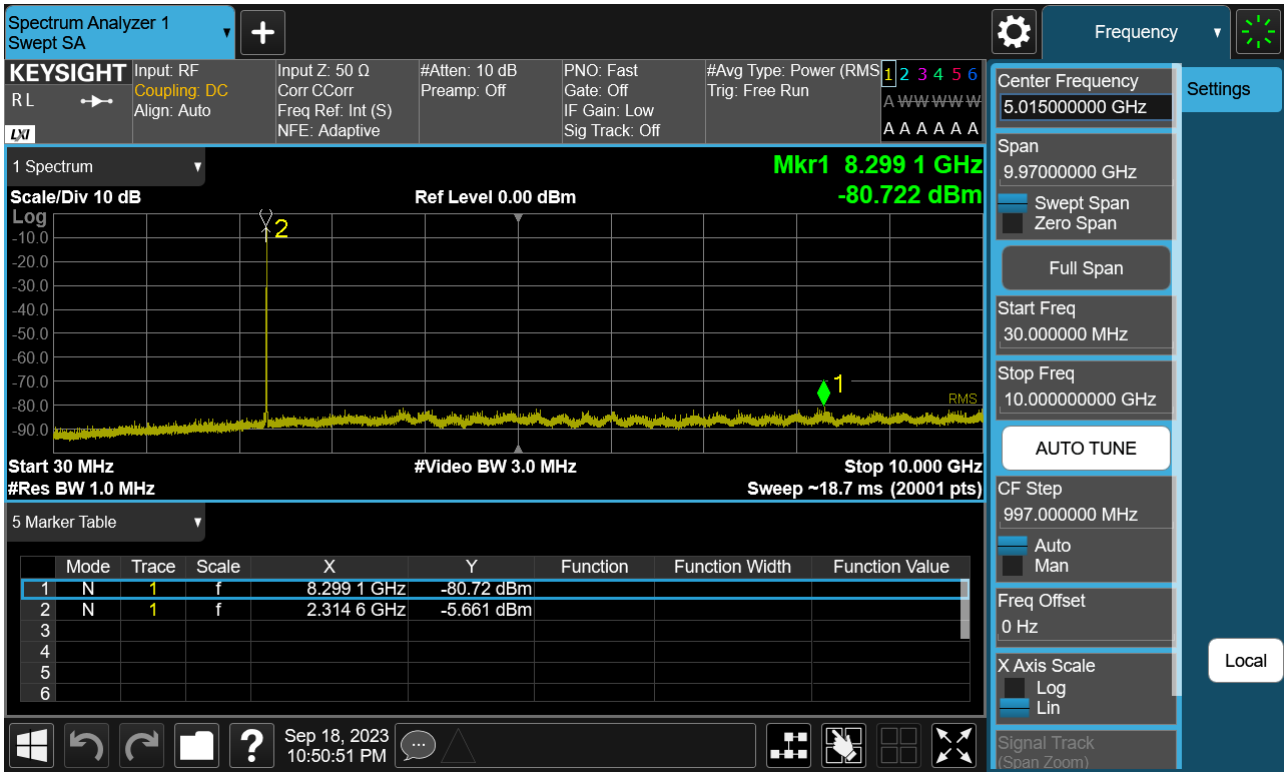 Spectrum Analyzer 1
Swept SA
Frequency
KEYSIGHT
R L
LXI
Input: RF
Coupling: DC
Align: Auto
Input Z: 50 Ω
Corr CCorr
Freq Ref: Int (S)
NFE: Adaptive
#Atten: 10 dB
Preamp: Off
PNO: Fast
Gate: Off
IF Gain: Low
Sig Track: Off
#Avg Type: Power (RMS
Trig: Free Run
1 2 3 4 5 6
A W W W W W
A A A A A A
1 Spectrum
Mkr1 8.299 1 GHz
-80.722 dBm
Scale/Div 10 dB
Ref Level 0.00 dBm
Log
2
-10.0
-20.0
-30.0
-40.0
-50.0
-60.0
-70.0
1
-80.0
RMS
-90.0
Start 30 MHz
#Video BW 3.0 MHz
Stop 10.000 GHz
#Res BW 1.0 MHz
Sweep ~18.7 ms (20001 pts)
5 Marker Table
Mode Trace Scale X Y Function Function Width Function Value
1 N 1 f 8.299 1 GHz -80.72 dBm
2 N 1 f 2.314 6 GHz -5.661 dBm
3
4
5
6
Sep 18, 2023
10:50:51 PM
?
Center Frequency
5.015000000 GHz
Settings
Span
9.97000000 GHz
Swept Span
Zero Span
Full Span
Start Freq
30.000000 MHz
Stop Freq
10.000000000 GHz
AUTO TUNE
CF Step
997.000000 MHz
Auto
Man
Freq Offset
0 Hz
X Axis Scale
Log
Lin
Local
Signal Track
(Span Zoom)